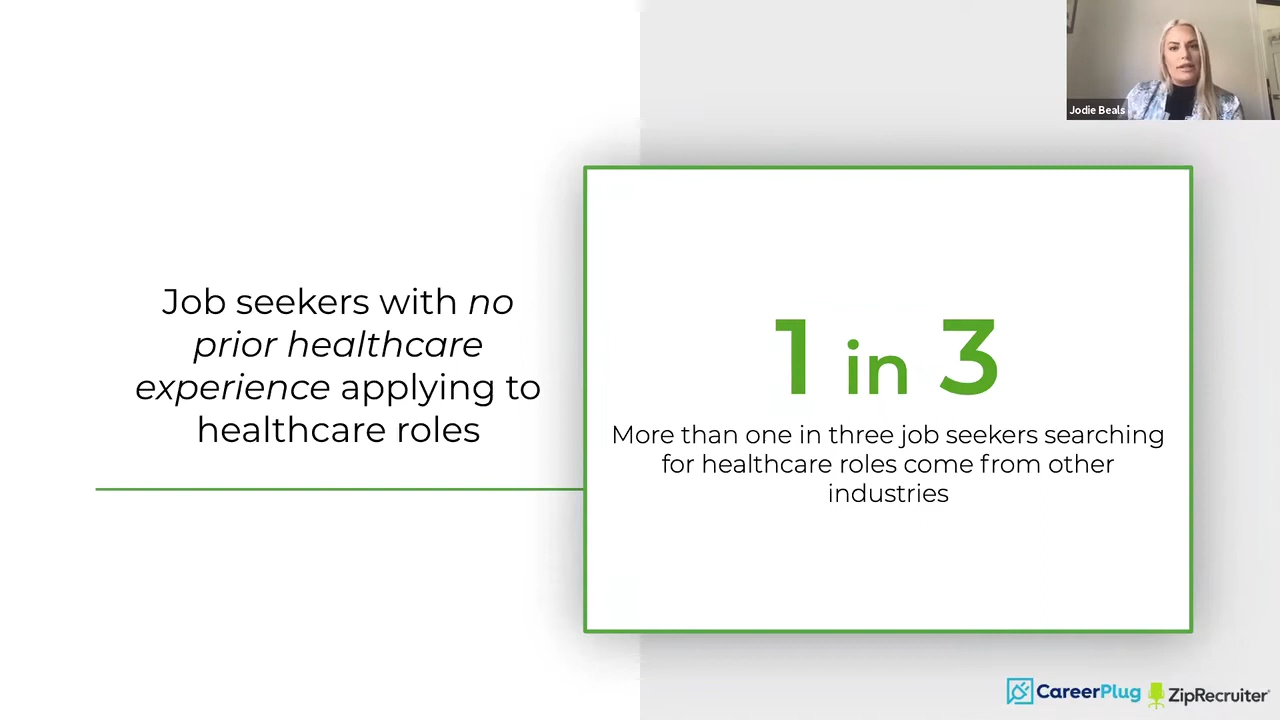 Jodie Beals
Job seekers with no
prior healthcare
experience applying to
healthcare roles
1 in 3
More than one in three job seekers searching
for healthcare roles come from other
industries
CareerPlug
ZipRecruiter